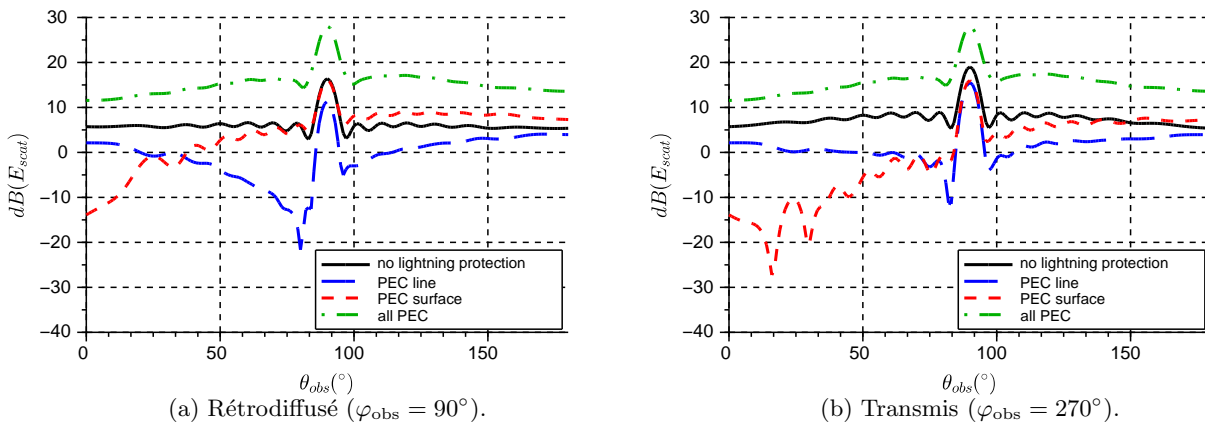 30
20
10
0
−10
−20
−30
−40
0
50
100
150
dB(E_scat)
θ_obs(°)
no lightning protection
PEC line
PEC surface
all PEC
(a) Rétrodiffusé (φ_obs = 90°).
30
20
10
0
−10
−20
−30
−40
0
50
100
150
dB(E_scat)
θ_obs(°)
no lightning protection
PEC line
PEC surface
all PEC
(b) Transmis (φ_obs = 270°).